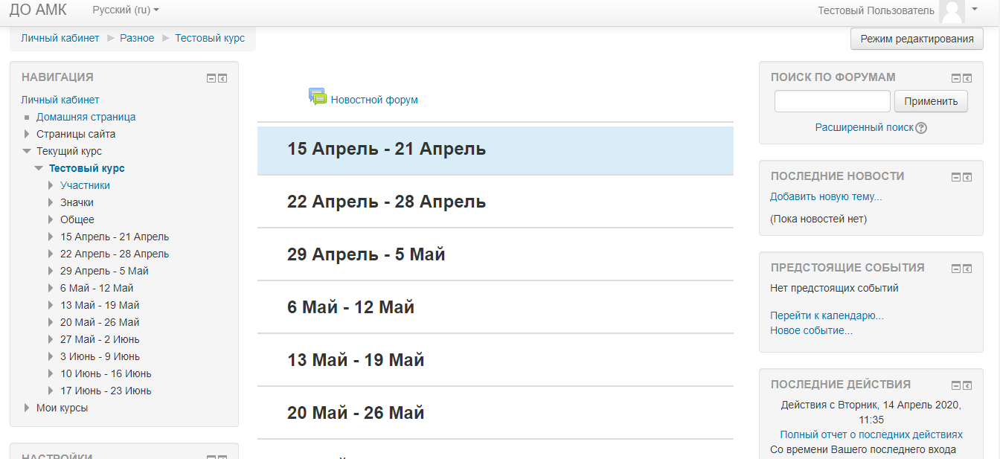 ДО АМК
Русский (ru)
Тестовый Пользователь
Личный кабинет
Разное
Тестовый курс
Режим редактирования
НАВИГАЦИЯ
Личный кабинет
Домашняя страница
Страницы сайта
Текущий курс
Тестовый курс
Участники
Значки
Общее
15 Апрель - 21 Апрель
22 Апрель - 28 Апрель
29 Апрель - 5 Май
6 Май - 12 Май
13 Май - 19 Май
20 Май - 26 Май
27 Май - 2 Июнь
3 Июнь - 9 Июнь
10 Июнь - 16 Июнь
17 Июнь - 23 Июнь
Мои курсы
НАСТРОЙКИ
Новостной форум
15 Апрель - 21 Апрель
22 Апрель - 28 Апрель
29 Апрель - 5 Май
6 Май - 12 Май
13 Май - 19 Май
20 Май - 26 Май
ПОИСК ПО ФОРУМАМ
Применить
Расширенный поиск
ПОСЛЕДНИЕ НОВОСТИ
Добавить новую тему...
(Пока новостей нет)
ПРЕДСТОЯЩИЕ СОБЫТИЯ
Нет предстоящих событий
Перейти к календарю...
Новое событие...
ПОСЛЕДНИЕ ДЕЙСТВИЯ
Действия с Вторник, 14 Апрель 2020,
11:35
Полный отчет о последних действиях
Со времени Вашего последнего входа